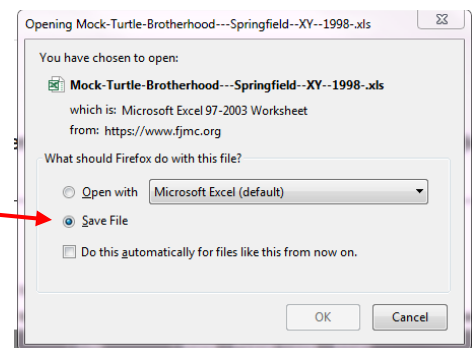 Opening Mock-Turtle-Brotherhood---Springfield--XY--1998-.xls
You have chosen to open:
Mock-Turtle-Brotherhood---Springfield--XY--1998-.xls
which is: Microsoft Excel 97-2003 Worksheet
from: https://www.fjmc.org
What should Firefox do with this file?
Open with Microsoft Excel (default)
Save File
Do this automatically for files like this from now on.
OK Cancel